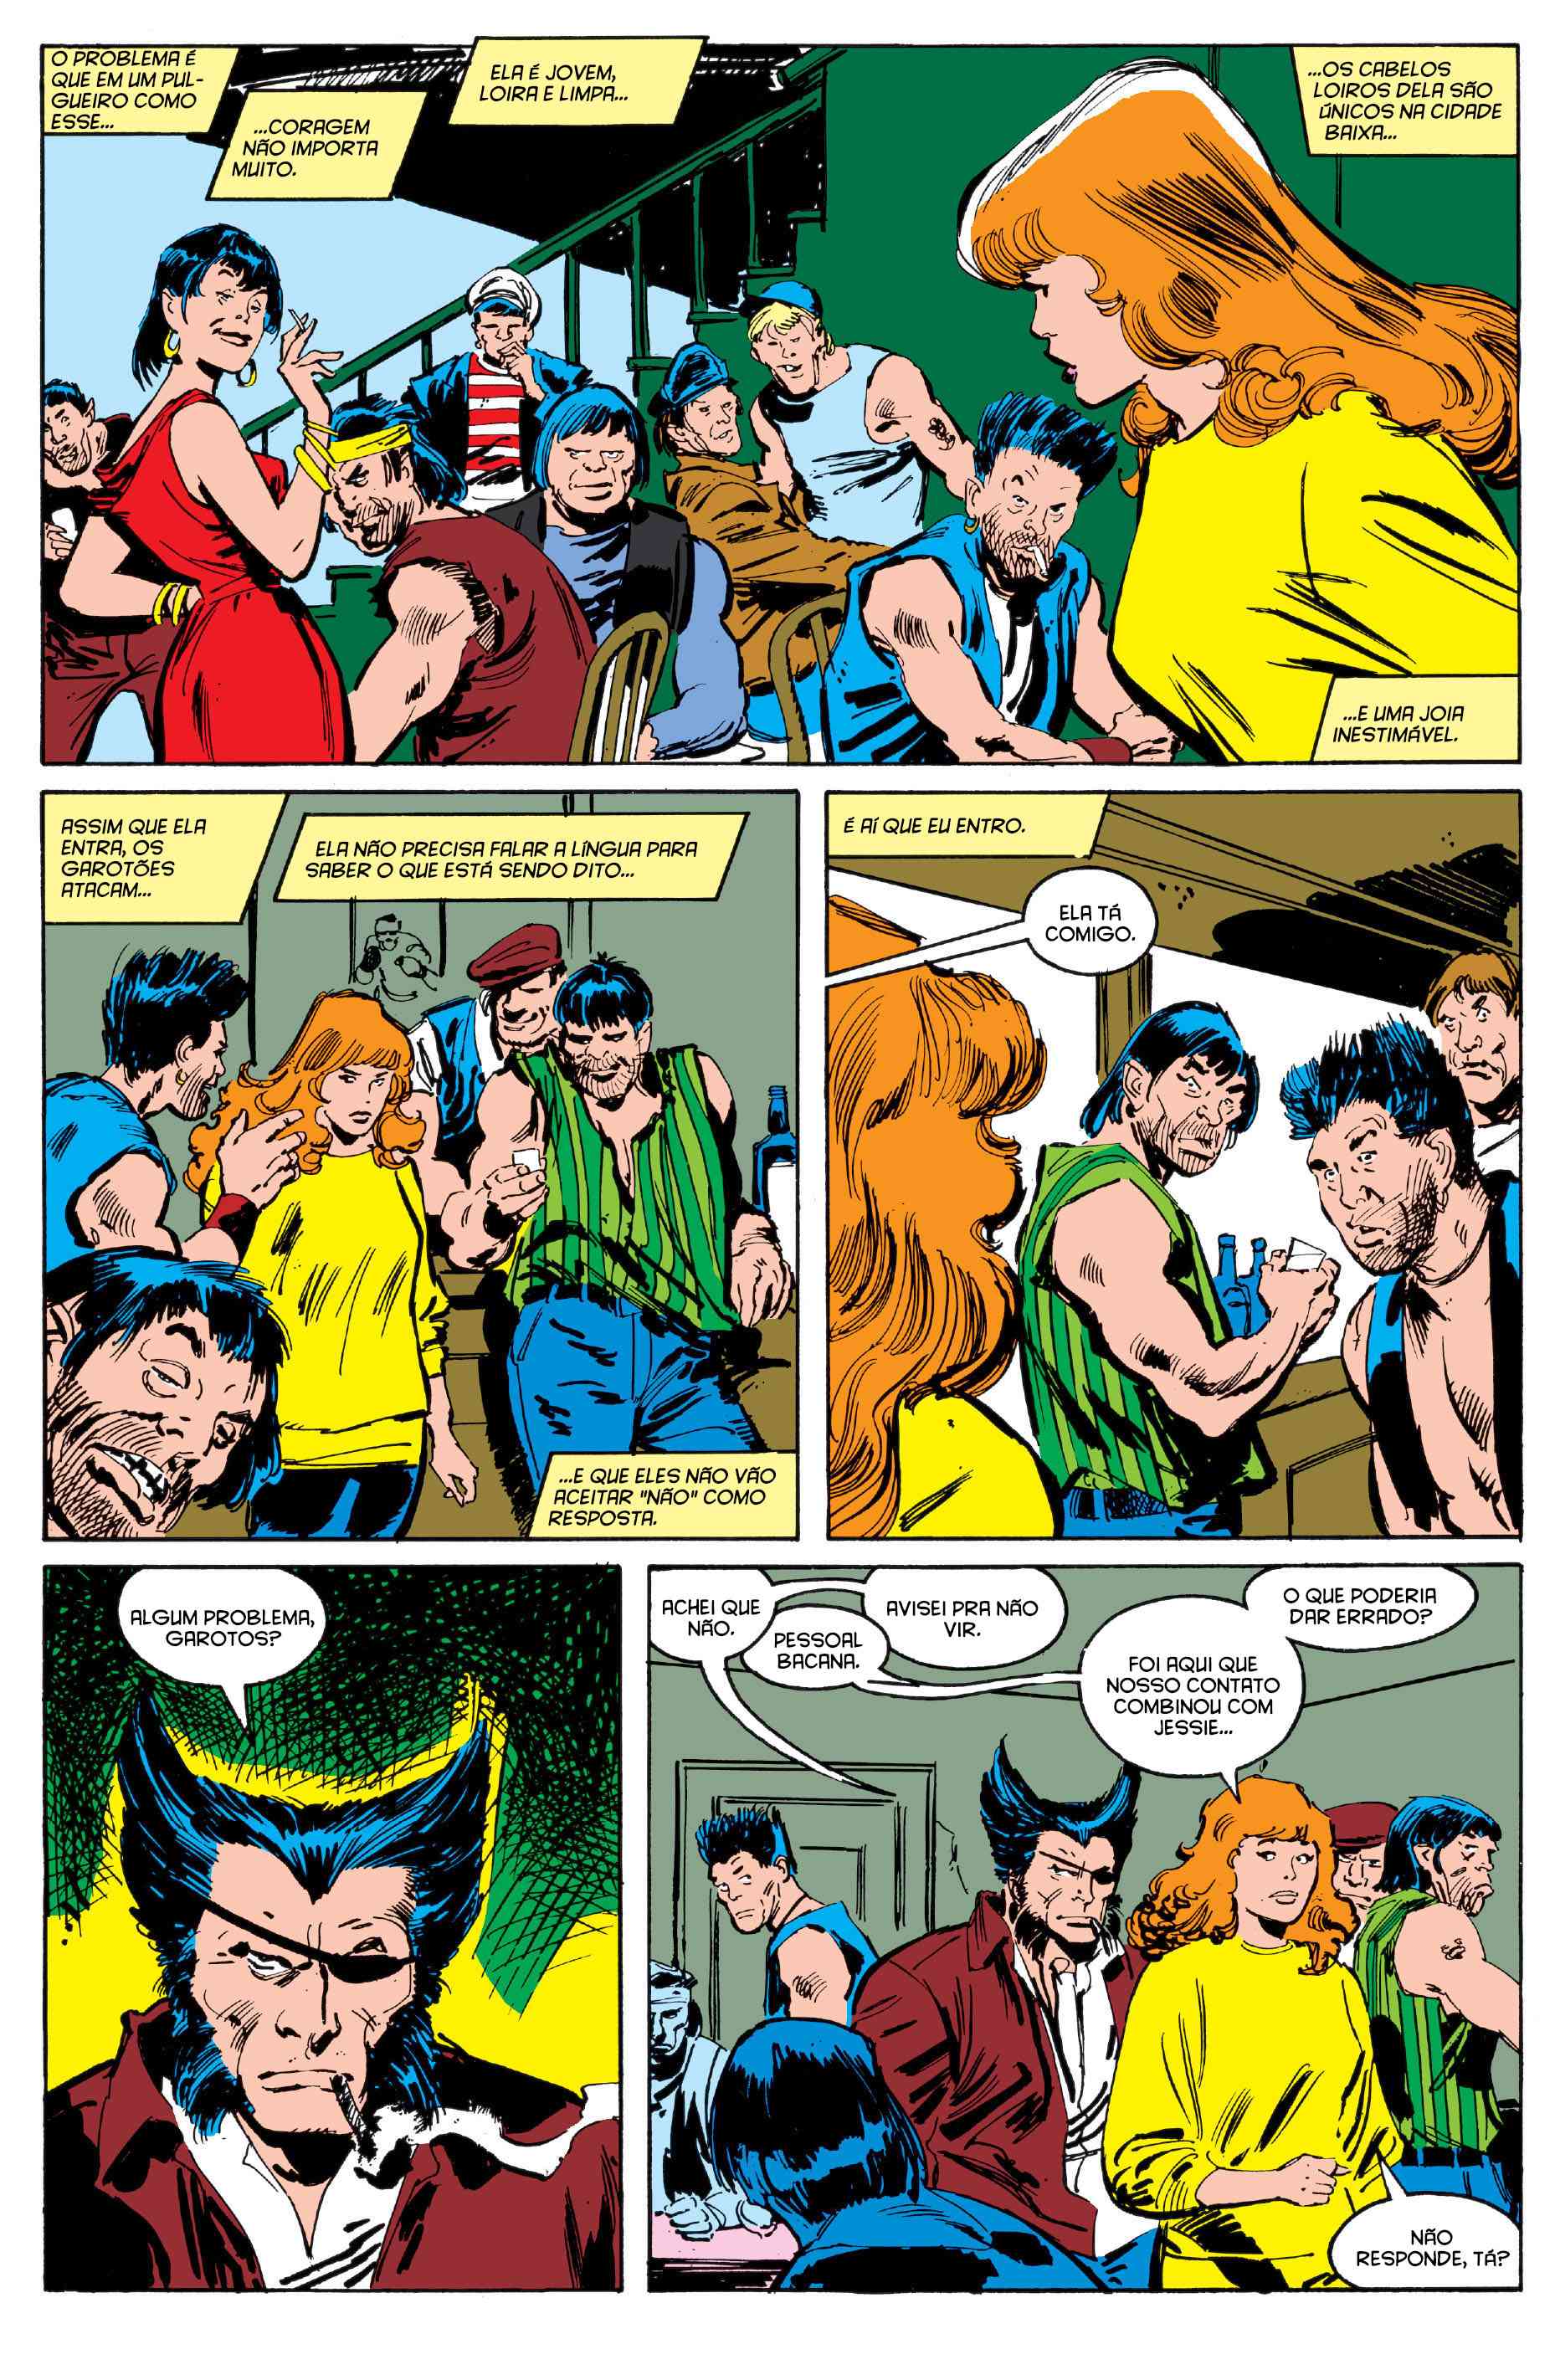 O PROBLEMA É
QUE EM UM PUL-
GUEIRO COMO
ESSE...
...CORAGEM
NÃO IMPORTA
MUITO.
ELA É JOVEM,
LOIRA E LIMPA...
...OS CABELOS
LOIROS DELA SÃO
ÚNICOS NA CIDADE
BAIXA...
...E UMA JOIA
INESTIMÁVEL.
ASSIM QUE ELA
ENTRA, OS
GAROTÕES
ATACAM...
ELA NÃO PRECISA FALAR A LÍNGUA PARA
SABER O QUE ESTÁ SENDO DITO...
...E QUE ELES NÃO VÃO
ACEITAR "NÃO" COMO
RESPOSTA.
É AÍ QUE EU ENTRO.
ELA TÁ
COMIGO.
ALGUM PROBLEMA,
GAROTOS?
ACHEI QUE
NÃO.
PESSOAL
BACANA.
AVISEI PRA NÃO
VIR.
FOI AQUI QUE
NOSSO CONTATO
COMBINOU COM
JESSIE...
O QUE PODERIA
DAR ERRADO?
NÃO
RESPONDE, TÁ?